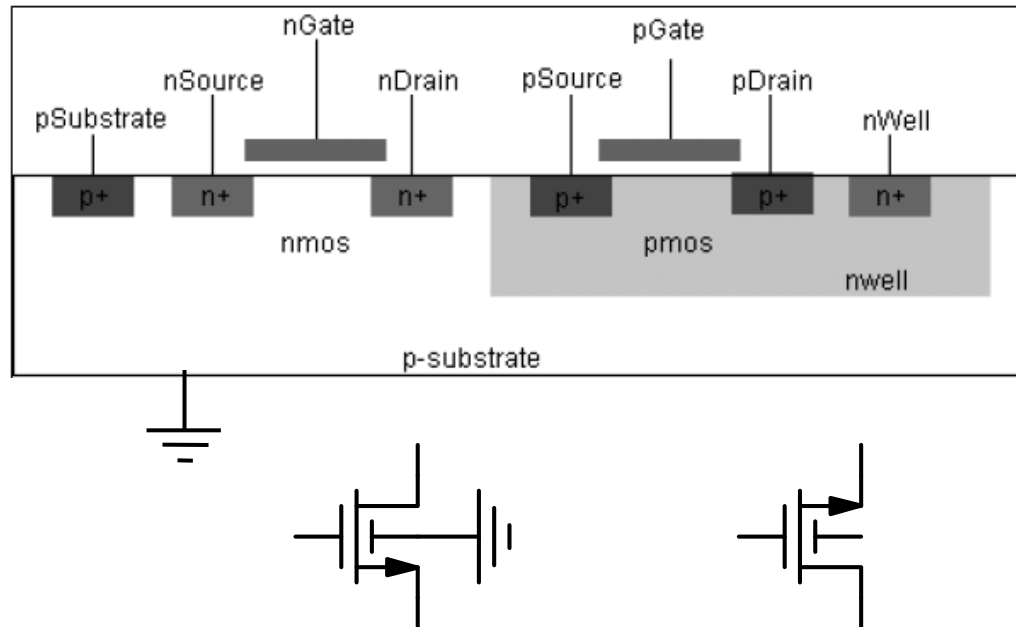 nGate
pGate
nSource
nDrain
pSource
pDrain
pSubstrate
nWell
p+
n+
n+
p+
p+
n+
nmos
pmos
nwell
p-substrate